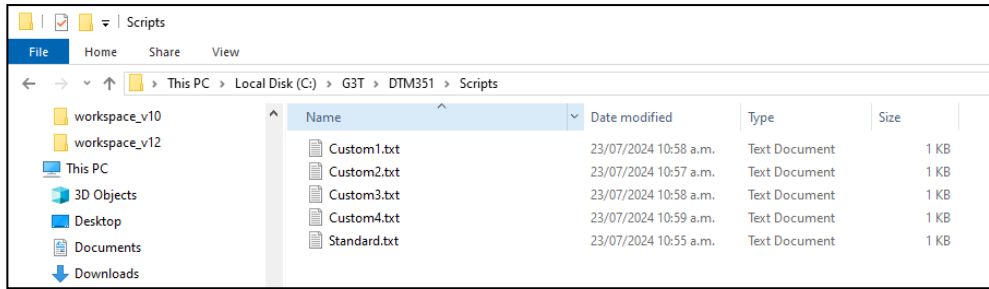 Scripts
File Home Share View
This PC > Local Disk (C:) > G3T > DTM351 > Scripts
workspace_v10
workspace_v12
This PC
3D Objects
Desktop
Documents
Downloads
Name Date modified Type Size
Custom1.txt 23/07/2024 10:58 a.m. Text Document 1 KB
Custom2.txt 23/07/2024 10:57 a.m. Text Document 1 KB
Custom3.txt 23/07/2024 10:58 a.m. Text Document 1 KB
Custom4.txt 23/07/2024 10:59 a.m. Text Document 1 KB
Standard.txt 23/07/2024 10:55 a.m. Text Document 1 KB